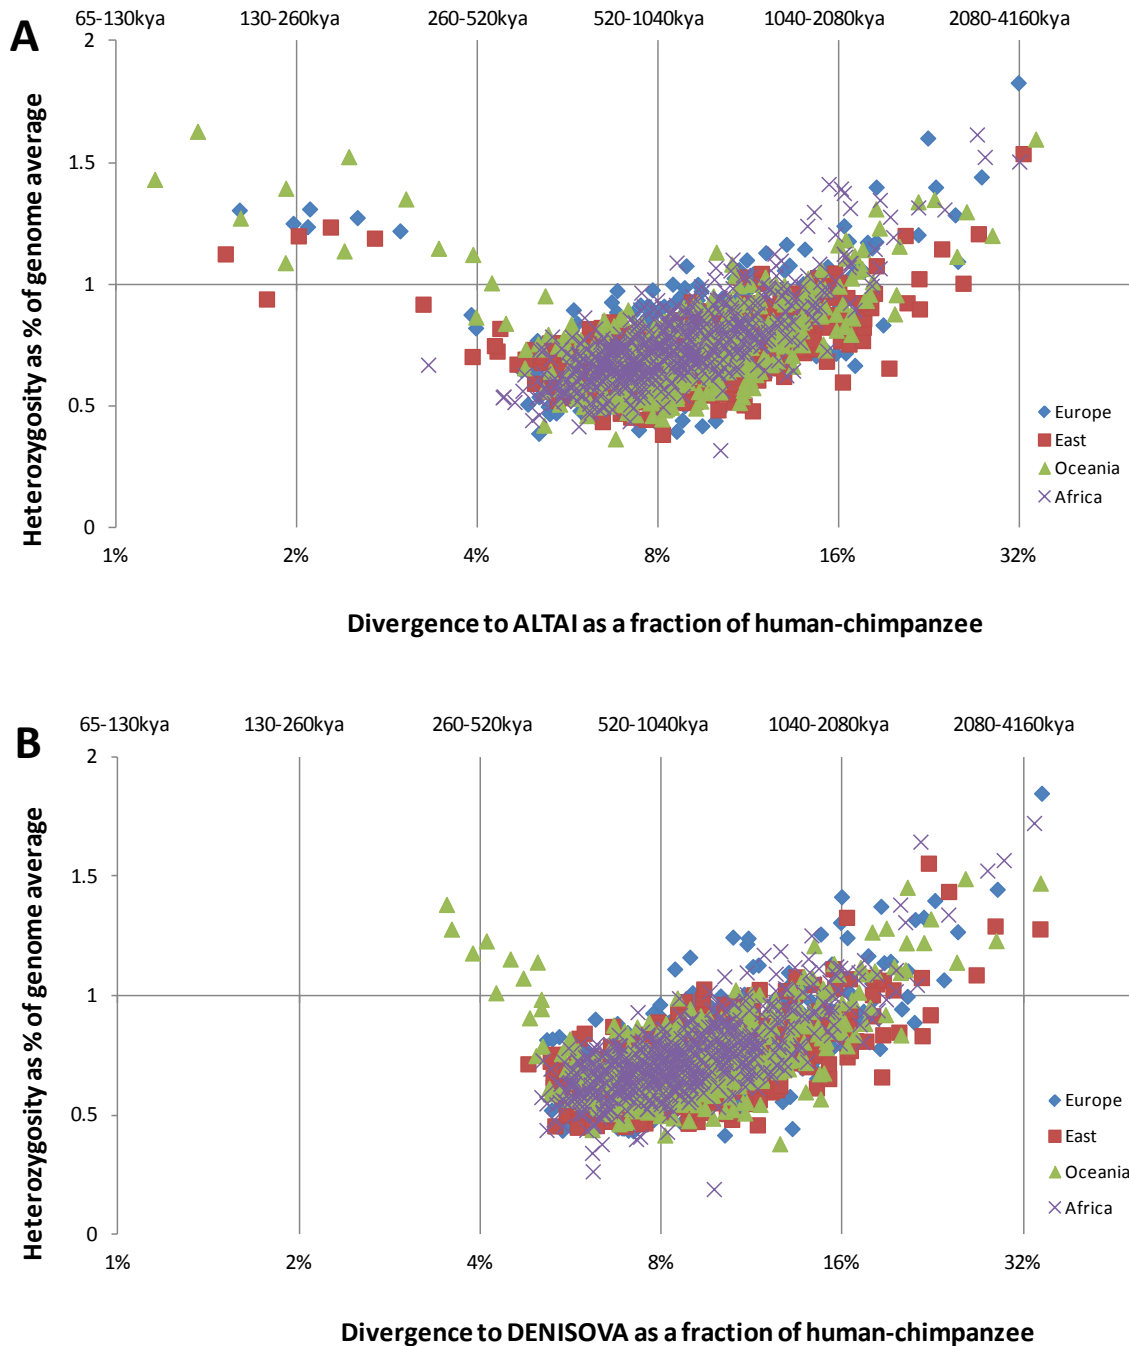 65-130kya 130-260kya 260-520kya 520-1040kya 1040-2080kya 2080-4160kya
A
Heterozygosity as % of genome average
2
1.5
1
0.5
0
Europe
East
Oceania
Africa
1% 2% 4% 8% 16% 32%
Divergence to ALTAI as a fraction of human-chimpanzee
65-130kya 130-260kya 260-520kya 520-1040kya 1040-2080kya 2080-4160kya
B
Heterozygosity as % of genome average
2
1.5
1
0.5
0
Europe
East
Oceania
Africa
1% 2% 4% 8% 16% 32%
Divergence to DENISOVA as a fraction of human-chimpanzee